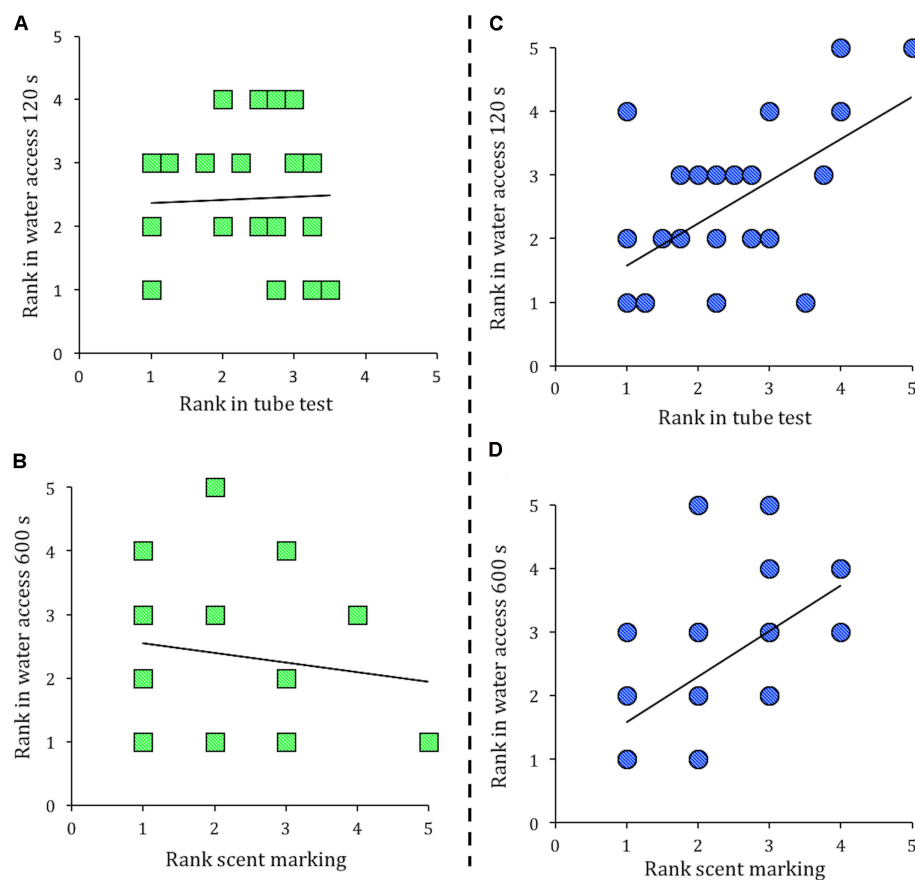 A
5
4
3
2
1
0
0 1 2 3 4 5
Rank in water access 120 s
Rank in tube test
B
5
4
3
2
1
0
0 1 2 3 4 5
Rank in water access 600 s
Rank scent marking
C
5
4
3
2
1
0
0 1 2 3 4 5
Rank in water access 120 s
Rank in tube test
D
5
4
3
2
1
0
0 1 2 3 4 5
Rank in water access 600 s
Rank scent marking